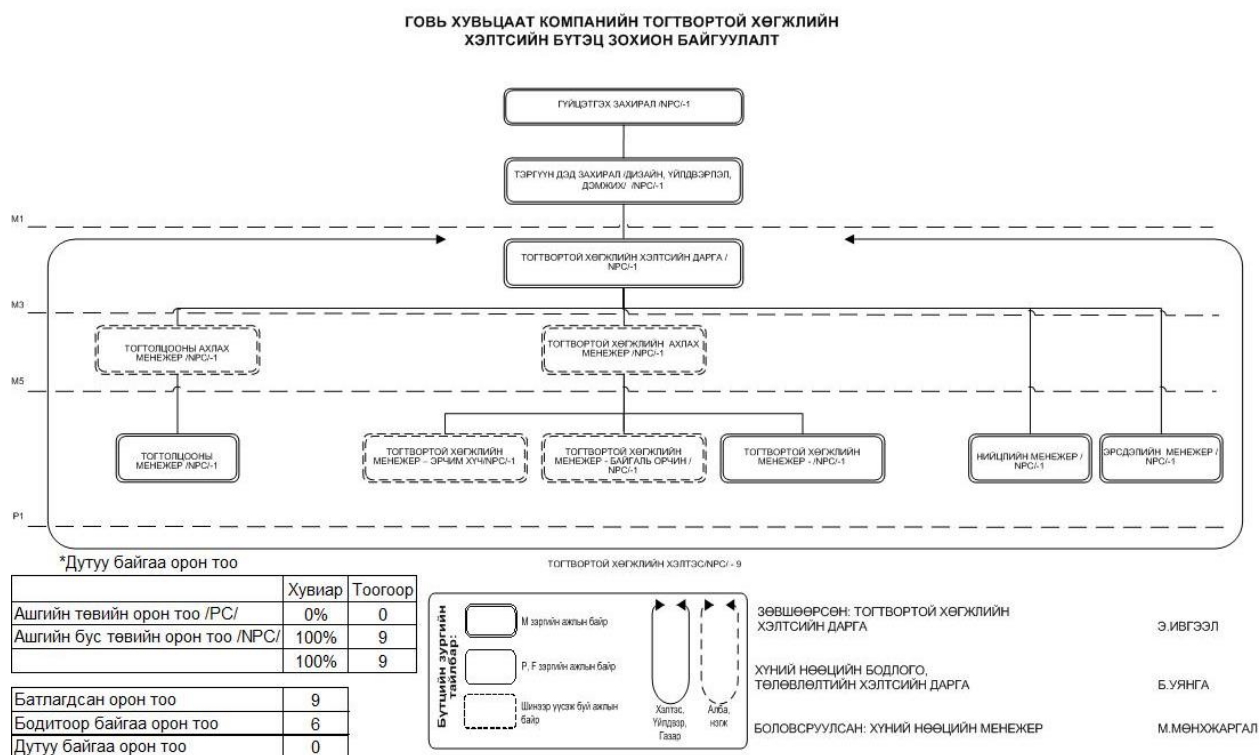 ГОВЬ ХУВЬЦААТ КОМПАНИЙН ТОГТВОРТОЙ ХӨГЖЛИЙН
ХЭЛТСИЙН БҮТЭЦ ЗОХИОН БАЙГУУЛАЛТ
ГҮЙЦЭТГЭХ ЗАХИРАЛ /NPC/-1
ТЭРГҮҮН ДЭД ЗАХИРАЛ /ДИЗАЙН, ҮЙЛДВЭРЛЭЛ,
ДЭМЖИХ/ /NPC/-1
M1
ТОГТВОРТОЙ ХӨГЖЛИЙН ХЭЛТСИЙН ДАРГА /
NPC/-1
M3
ТОГТОЛЦООНЫ АХЛАХ
МЕНЕЖЕР /NPC/-1
ТОГТВОРТОЙ ХӨГЖЛИЙН АХЛАХ
МЕНЕЖЕР /NPC/-1
M5
ТОГТОЛЦООНЫ
МЕНЕЖЕР /NPC/-1
ТОГТВОРТОЙ ХӨГЖЛИЙН
МЕНЕЖЕР – ЭРЧИМ ХҮЧ/NPC/-1
ТОГТВОРТОЙ ХӨГЖЛИЙН
МЕНЕЖЕР - БАЙГАЛЬ ОРЧИН /
NPC/-1
ТОГТВОРТОЙ ХӨГЖЛИЙН
МЕНЕЖЕР - /NPC/-1
НИЙЦЛИЙН МЕНЕЖЕР /
NPC/-1
ЭРСДЭЛИЙН МЕНЕЖЕР /
NPC/-1
P1
*Дутуу байгаа орон тоо
ТОГТВОРТОЙ ХӨГЖЛИЙН ХЭЛТЭС/NPC/ - 9
Хувиар Тоогоор
Ашгийн төвийн орон тоо /PC/ 0% 0
Ашгийн бус төвийн орон тоо /NPC/ 100% 9
100% 9
Батлагдсан орон тоо 9
Бодитоор байгаа орон тоо 6
Дутуу байгаа орон тоо 0
Бүтцийн зургийн
тайлбар:
M зэргийн ажлын байр
P, F зэргийн ажлын байр
Шинээр үүсэж буй ажлын
байр
Хэлтэс,
Үйлдвэр,
Газар
Алба,
нэгж
ЗӨВШӨӨРСӨН: ТОГТВОРТОЙ ХӨГЖЛИЙН
ХЭЛТСИЙН ДАРГА Э.ИВГЭЭЛ
ХҮНИЙ НӨӨЦИЙН БОДЛОГО,
ТӨЛӨВЛӨЛТИЙН ХЭЛТСИЙН ДАРГА Б.УЯНГА
БОЛОВСРУУЛСАН: ХҮНИЙ НӨӨЦИЙН МЕНЕЖЕР М.МӨНХЖАРГАЛ